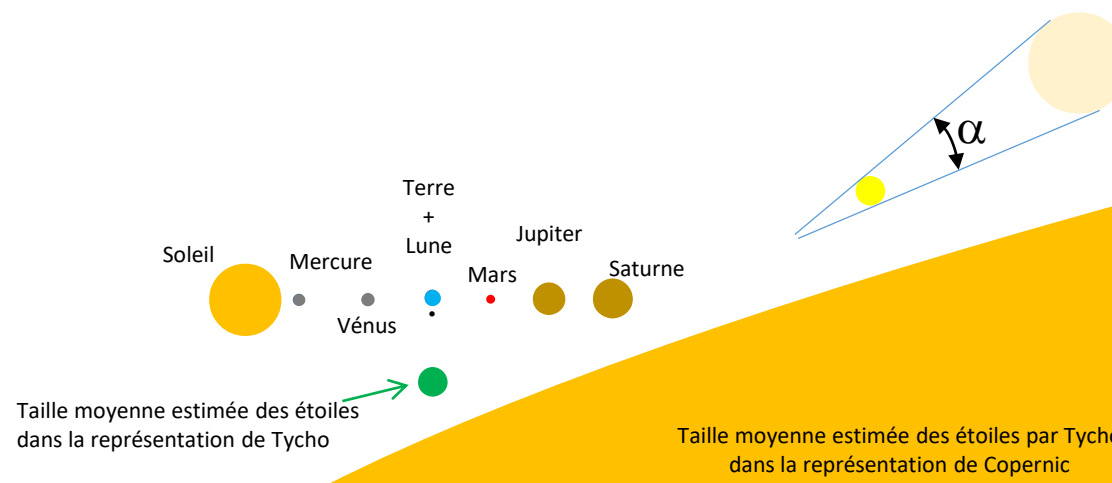 α
Terre
+
Lune
Soleil
Mercure
Vénus
Mars
Jupiter
Saturne
Taille moyenne estimée des étoiles
dans la représentation de Tycho
Taille moyenne estimée des étoiles par Tycho
dans la représentation de Copernic